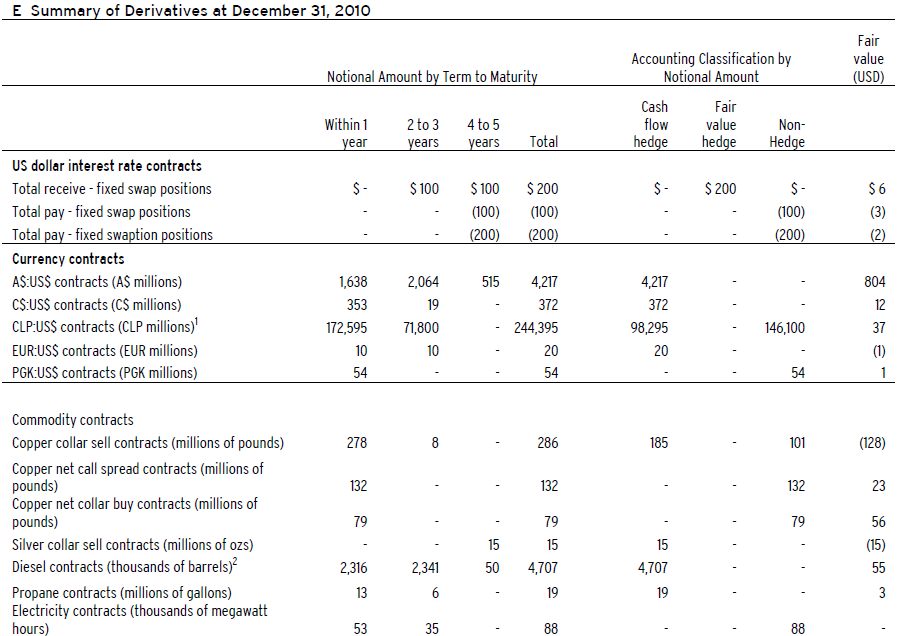 E Summary of Derivatives at December 31, 2010
Fair
value
(USD)
Accounting Classification by
Notional Amount
Notional Amount by Term to Maturity
Within 1 year 2 to 3 years 4 to 5 years Total Cash flow hedge Fair value hedge Non-Hedge
US dollar interest rate contracts
Total receive - fixed swap positions $ - $ 100 $ 100 $ 200 $ - $ 200 $ - $ 6
Total pay - fixed swap positions - - (100) (100) - - (100) (3)
Total pay - fixed swaption positions - - (200) (200) - - (200) (2)
Currency contracts
A$:US$ contracts (A$ millions) 1,638 2,064 515 4,217 4,217 - - 804
C$:US$ contracts (C$ millions) 353 19 - 372 372 - - 12
CLP:US$ contracts (CLP millions)1 172,595 71,800 - 244,395 98,295 - 146,100 37
EUR:US$ contracts (EUR millions) 10 10 - 20 20 - - (1)
PGK:US$ contracts (PGK millions) 54 - - 54 - - 54 1
Commodity contracts
Copper collar sell contracts (millions of pounds) 278 8 - 286 185 - 101 (128)
Copper net call spread contracts (millions of
pounds) 132 - - 132 - - 132 23
Copper net collar buy contracts (millions of
pounds) 79 - - 79 - - 79 56
Silver collar sell contracts (millions of ozs) - - 15 15 15 - - (15)
Diesel contracts (thousands of barrels)2 2,316 2,341 50 4,707 4,707 - - 55
Propane contracts (millions of gallons) 13 6 - 19 19 - - 3
Electricity contracts (thousands of megawatt
hours) 53 35 - 88 - - 88 -